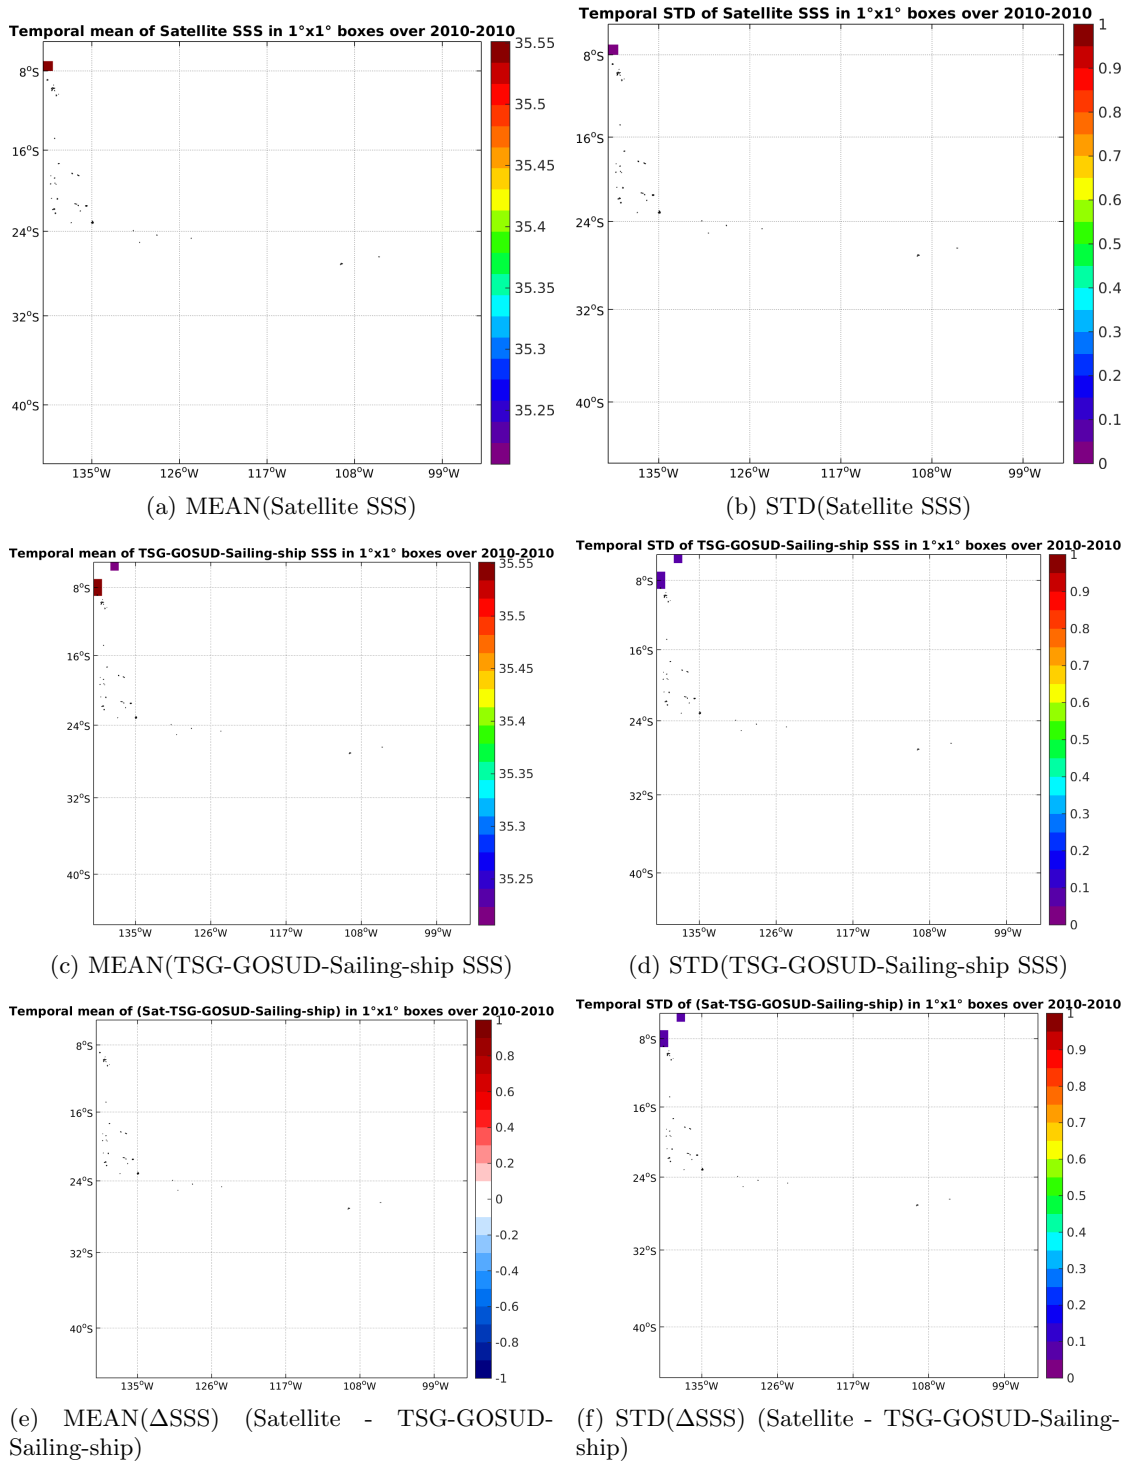 Temporal mean of Satellite SSS in 1°x1° boxes over 2010-2010
8°S
16°S
24°S
32°S
40°S
135°W 126°W 117°W 108°W 99°W
35.55
35.5
35.45
35.4
35.35
35.3
35.25
(a) MEAN(Satellite SSS)
Temporal STD of Satellite SSS in 1°x1° boxes over 2010-2010
8°S
16°S
24°S
32°S
40°S
135°W 126°W 117°W 108°W 99°W
1
0.9
0.8
0.7
0.6
0.5
0.4
0.3
0.2
0.1
0
(b) STD(Satellite SSS)
Temporal mean of TSG-GOSUD-Sailing-ship SSS in 1°x1° boxes over 2010-2010
8°S
16°S
24°S
32°S
40°S
135°W 126°W 117°W 108°W 99°W
35.55
35.5
35.45
35.4
35.35
35.3
35.25
(c) MEAN(TSG-GOSUD-Sailing-ship SSS)
Temporal STD of TSG-GOSUD-Sailing-ship SSS in 1°x1° boxes over 2010-2010
8°S
16°S
24°S
32°S
40°S
135°W 126°W 117°W 108°W 99°W
1
0.9
0.8
0.7
0.6
0.5
0.4
0.3
0.2
0.1
0
(d) STD(TSG-GOSUD-Sailing-ship SSS)
Temporal mean of (Sat-TSG-GOSUD-Sailing-ship) in 1°x1° boxes over 2010-2010
8°S
16°S
24°S
32°S
40°S
135°W 126°W 117°W 108°W 99°W
1
0.8
0.6
0.4
0.2
0
-0.2
-0.4
-0.6
-0.8
-1
(e) MEAN(ΔSSS) (Satellite - TSG-GOSUD-
Sailing-ship)
Temporal STD of (Sat-TSG-GOSUD-Sailing-ship) in 1°x1° boxes over 2010-2010
8°S
16°S
24°S
32°S
40°S
135°W 126°W 117°W 108°W 99°W
1
0.9
0.8
0.7
0.6
0.5
0.4
0.3
0.2
0.1
0
(f) STD(ΔSSS) (Satellite - TSG-GOSUD-Sailing-
ship)